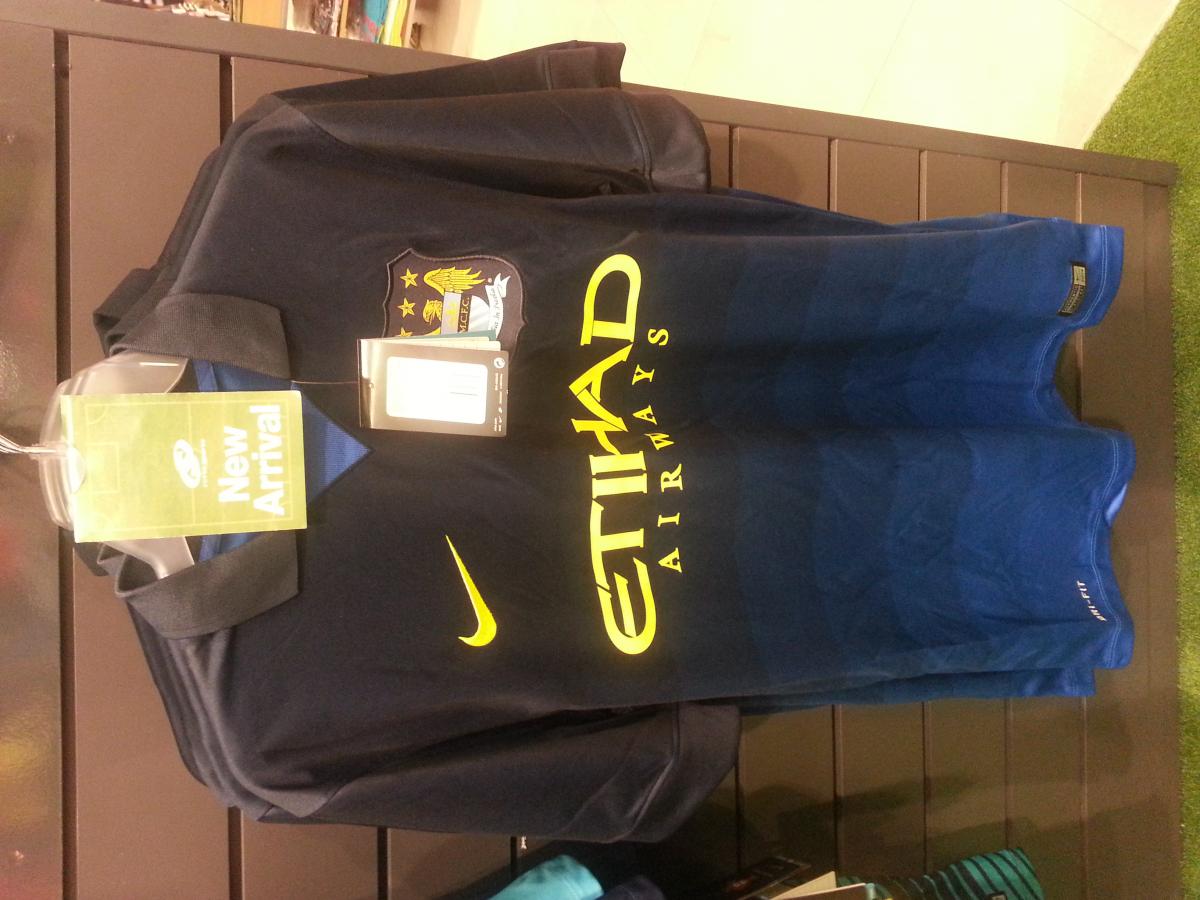 New
Arrival
M.C.F.C.
ETIHAD
AIRWAYS
DRI-FIT